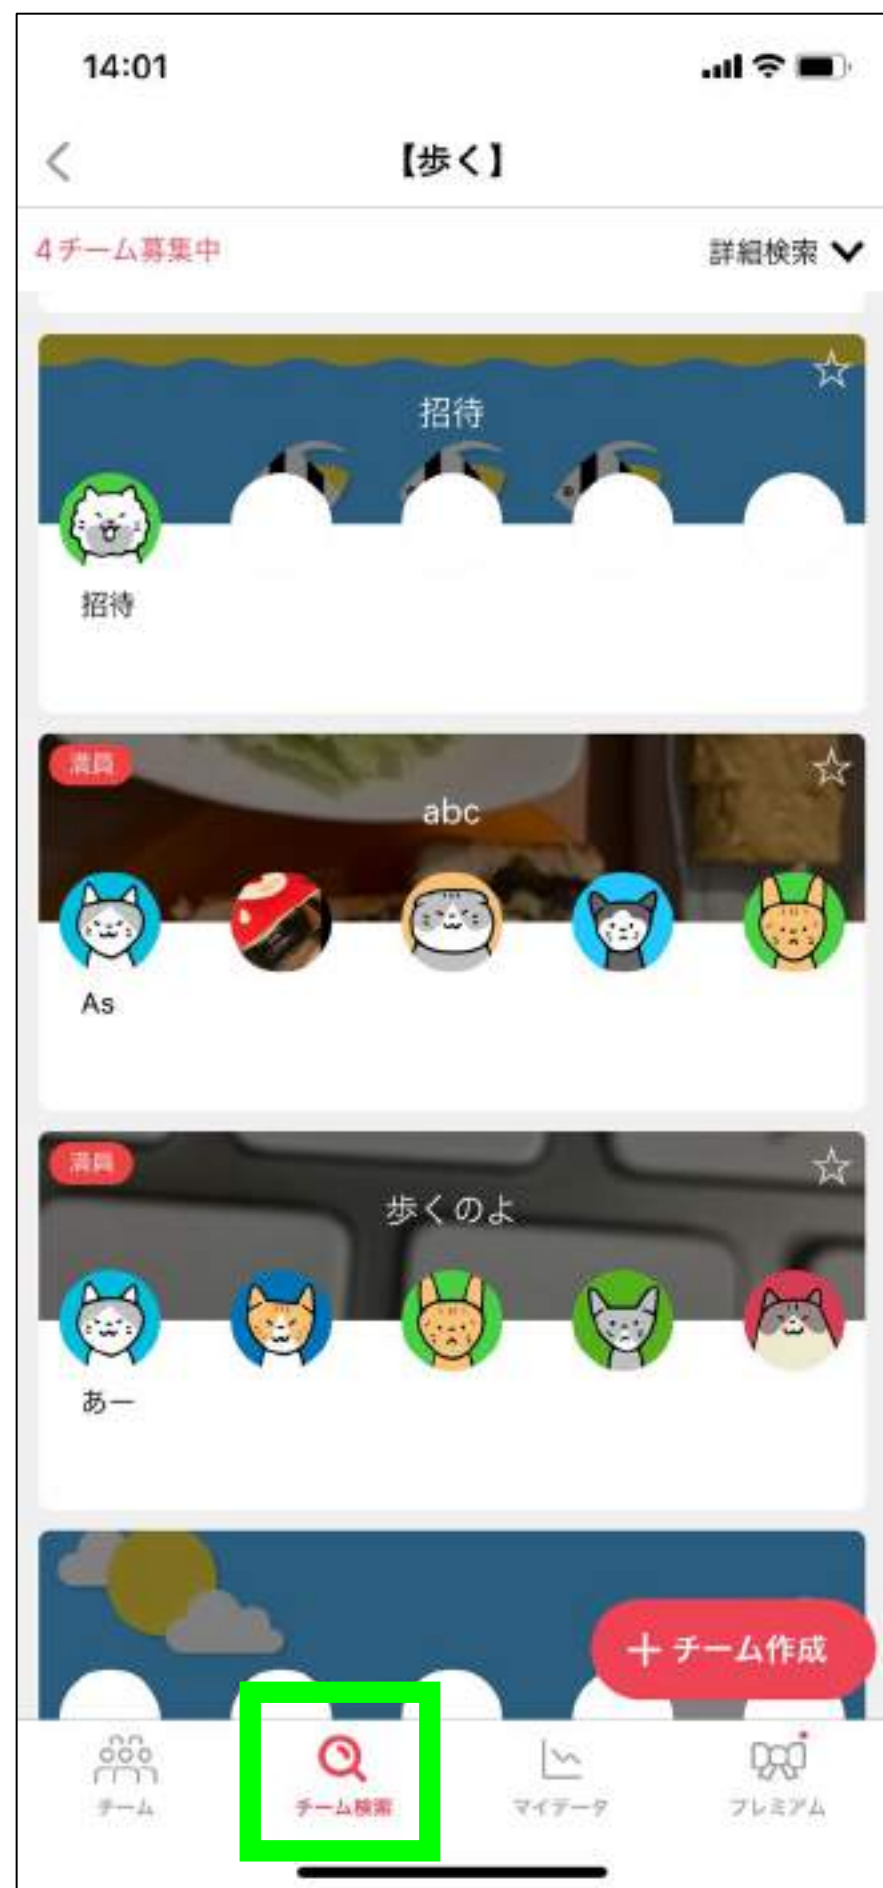 14:01
【歩く】
4チーム募集中
詳細検索
招待
招待
満員
abc
As
満員
歩くのよ
あー
+ チーム作成
チーム
チーム検索
マイデータ
プレミアム